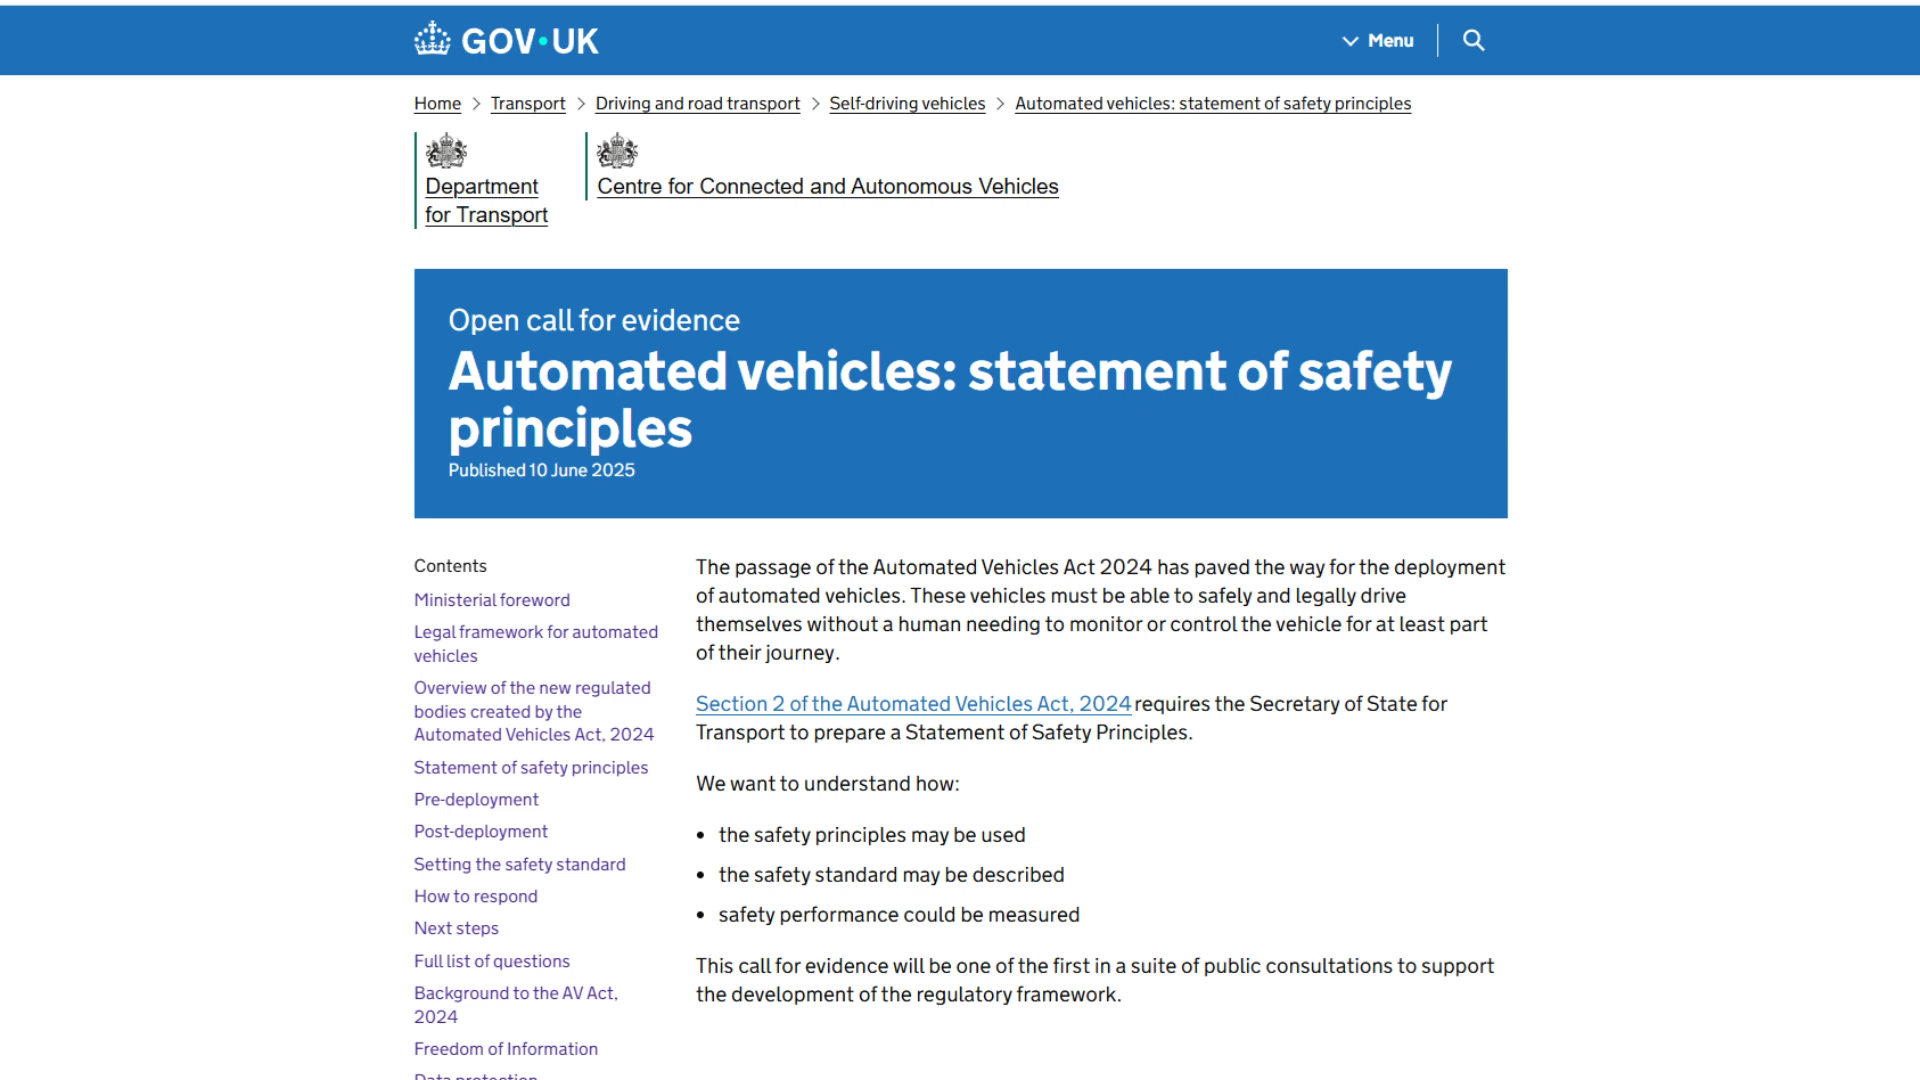 GOV·UK
Menu
Home > Transport > Driving and road transport > Self-driving vehicles > Automated vehicles: statement of safety principles
Department
for Transport
Centre for Connected and Autonomous Vehicles
Open call for evidence
Automated vehicles: statement of safety
principles
Published 10 June 2025
Contents
Ministerial foreword
Legal framework for automated
vehicles
Overview of the new regulated
bodies created by the
Automated Vehicles Act, 2024
Statement of safety principles
Pre-deployment
Post-deployment
Setting the safety standard
How to respond
Next steps
Full list of questions
Background to the AV Act,
2024
Freedom of Information
Data protection
The passage of the Automated Vehicles Act 2024 has paved the way for the deployment
of automated vehicles. These vehicles must be able to safely and legally drive
themselves without a human needing to monitor or control the vehicle for at least part
of their journey.
Section 2 of the Automated Vehicles Act, 2024 requires the Secretary of State for
Transport to prepare a Statement of Safety Principles.
We want to understand how:
• the safety principles may be used
• the safety standard may be described
• safety performance could be measured
This call for evidence will be one of the first in a suite of public consultations to support
the development of the regulatory framework.